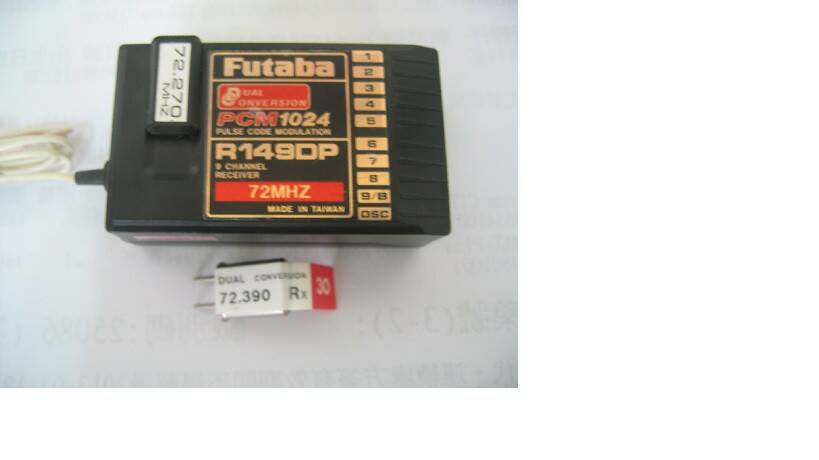 72.270
MHZ
Futaba
DUAL
CONVERSION
PCM1024
PULSE CODE MODULATION
R149DP
9 CHANNEL
RECEIVER
72MHZ
MADE IN TAIWAN
1
2
3
4
5
6
7
8
9/B
DSC
DUAL CONVERSION
72.390 Rx
30